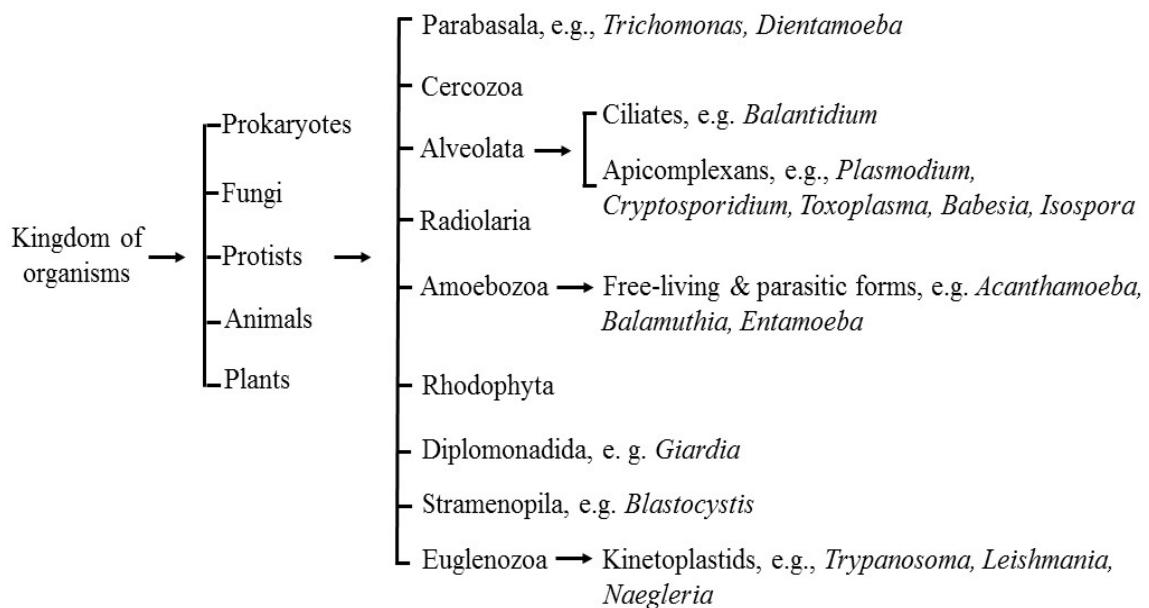 Parabasala, e.g., Trichomonas, Dientamoeba
Cercozoa
Prokaryotes
Ciliates, e.g. Balantidium
Alveolata
Apicomplexans, e.g., Plasmodium,
Cryptosporidium, Toxoplasma, Babesia, Isospora
Fungi
Radiolaria
Kingdom of
organisms
Protists
Amoebozoa
Free-living & parasitic forms, e.g. Acanthamoeba,
Balamuthia, Entamoeba
Animals
Plants
Rhodophyta
Diplomonadida, e. g. Giardia
Stramenopila, e.g. Blastocystis
Euglenozoa
Kinetoplastids, e.g., Trypanosoma, Leishmania,
Naegleria